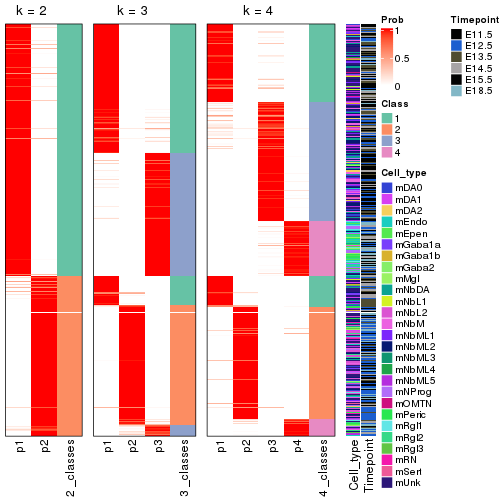 k = 2
k = 3
k = 4
p1
p2
2_classes
p1
p2
p3
3_classes
p1
p2
p3
p4
4_classes
Cell_type
Timepoint
Prob
1
0.5
0
Class
1
2
3
4
Cell_type
mDA0
mDA1
mDA2
mEndo
mEpen
mGaba1a
mGaba1b
mGaba2
mMgl
mNbDA
mNbL1
mNbL2
mNbM
mNbML1
mNbML2
mNbML3
mNbML4
mNbML5
mNProg
mOMTN
mPeric
mRgl1
mRgl2
mRgl3
mRN
mSert
mUnk
Timepoint
E11.5
E12.5
E13.5
E14.5
E15.5
E18.5